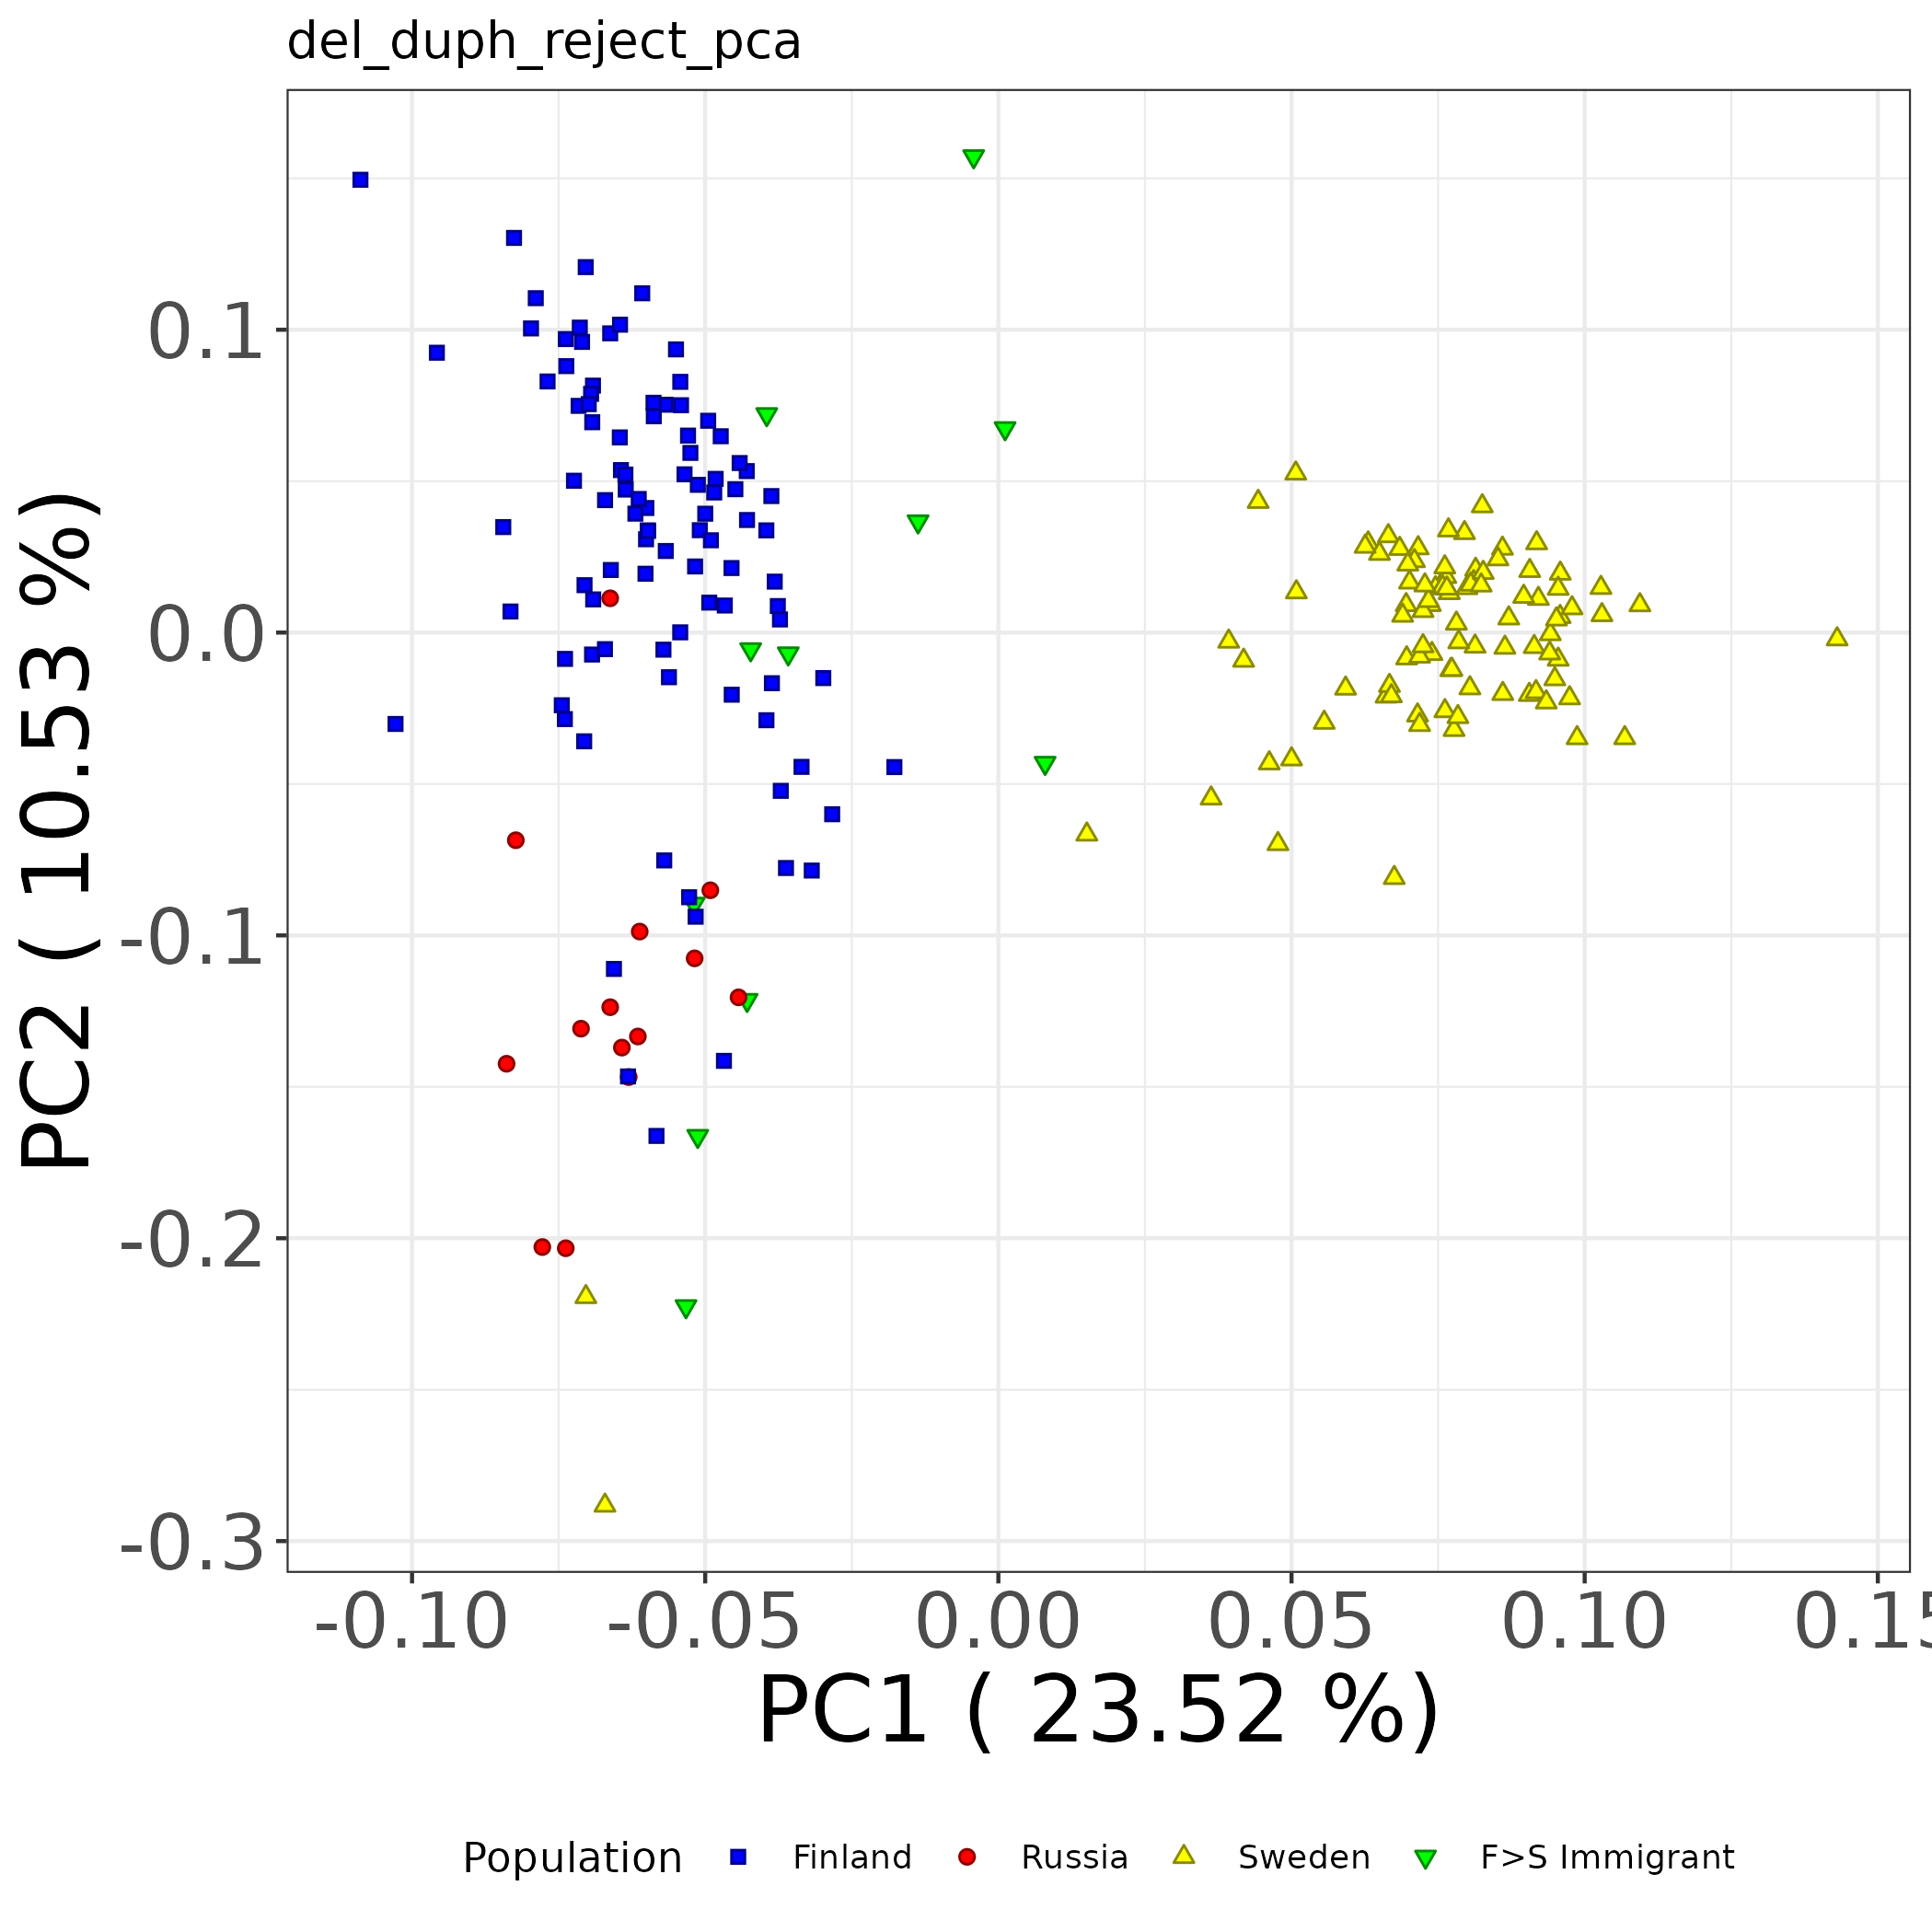 del_duph_reject_pca
PC2 ( 10.53 %)
0.1
0.0
-0.1
-0.2
-0.3
-0.10 -0.05 0.00 0.05 0.10 0.15
PC1 ( 23.52 %)
Population Finland Russia Sweden F>S Immigrant